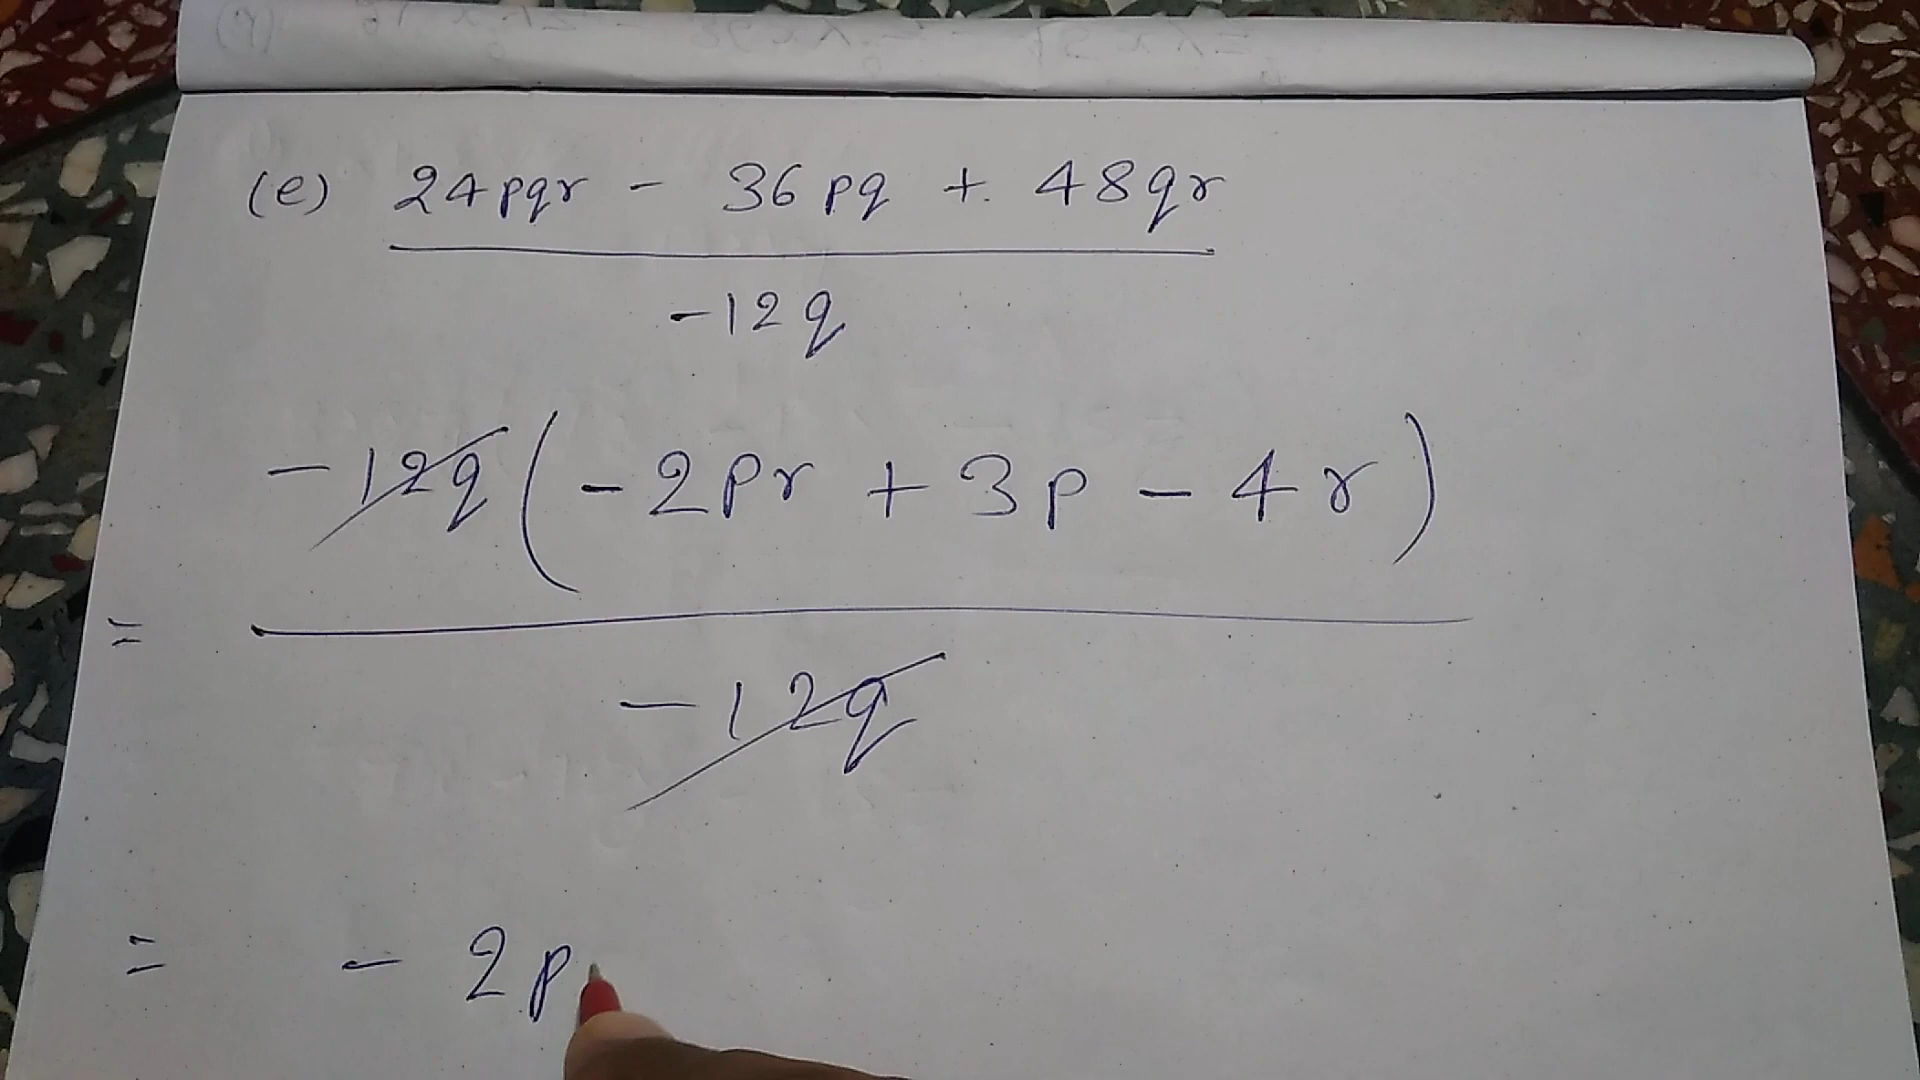 (e) 24pqr - 36pq + 48qr
-12q
-12q(-2pr + 3p - 4r)
=
-12q
= - 2p